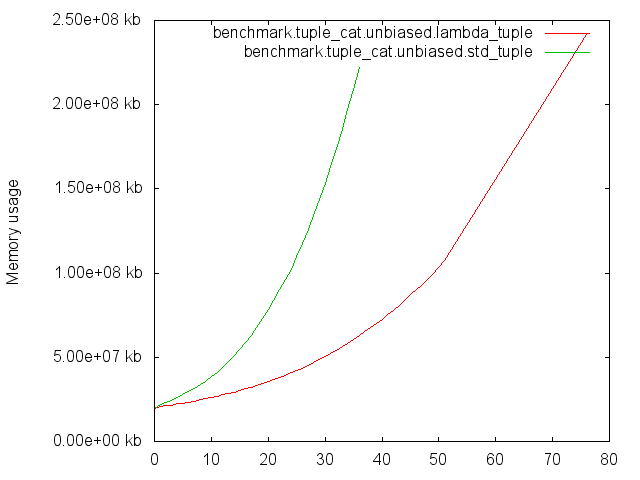 2.50e+08 kb
benchmark.tuple_cat.unbiased.lambda_tuple
benchmark.tuple_cat.unbiased.std_tuple
2.00e+08 kb
1.50e+08 kb
Memory usage
1.00e+08 kb
5.00e+07 kb
0.00e+00 kb
0 10 20 30 40 50 60 70 80